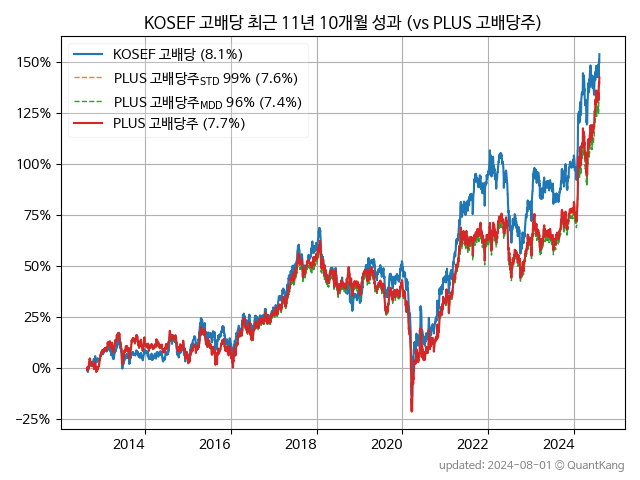 KOSEF 고배당 최근 11년 10개월 성과 (vs PLUS 고배당주)
KOSEF 고배당 (8.1%)
PLUS 고배당주STD 99% (7.6%)
PLUS 고배당주MDD 96% (7.4%)
PLUS 고배당주 (7.7%)
150%
125%
100%
75%
50%
25%
0%
−25%
2014 2016 2018 2020 2022 2024
updated: 2024-08-01 © QuantKang